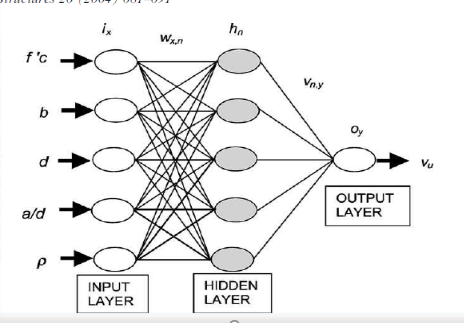 iₓ
wₓ,ₙ
hₙ
f'c
vₙ,ᵧ
b
oᵧ
d
vᵤ
a/d
OUTPUT
LAYER
ρ
INPUT
LAYER
HIDDEN
LAYER